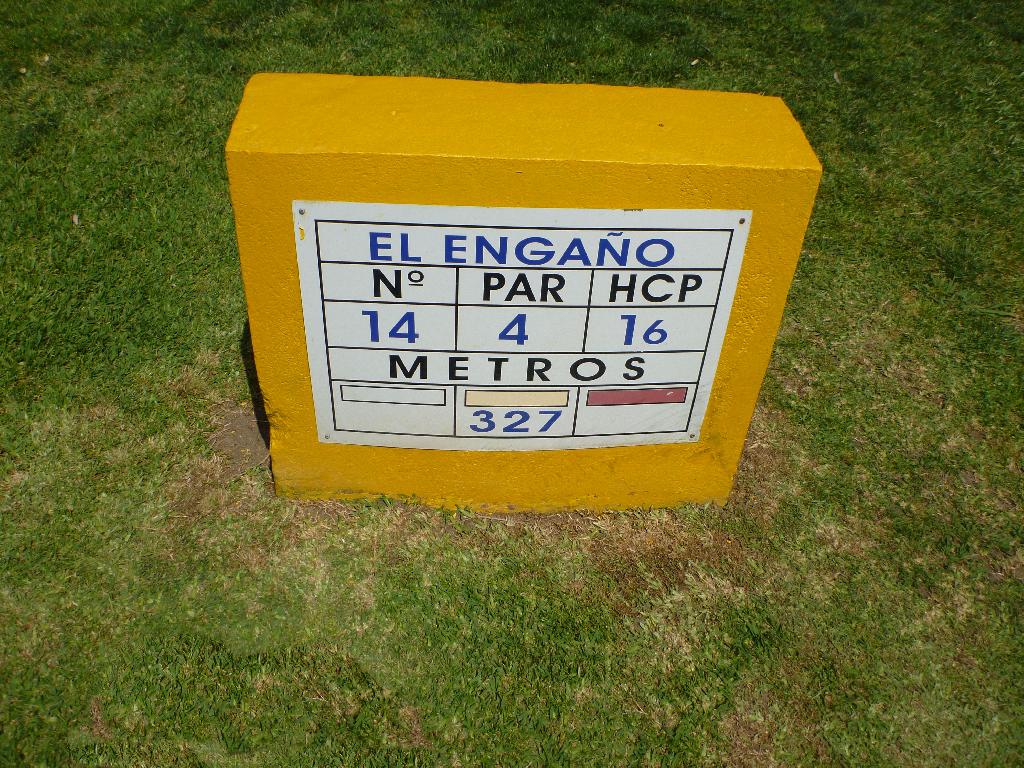 EL ENGAÑO
Nº PAR HCP
14 4 16
METROS
327